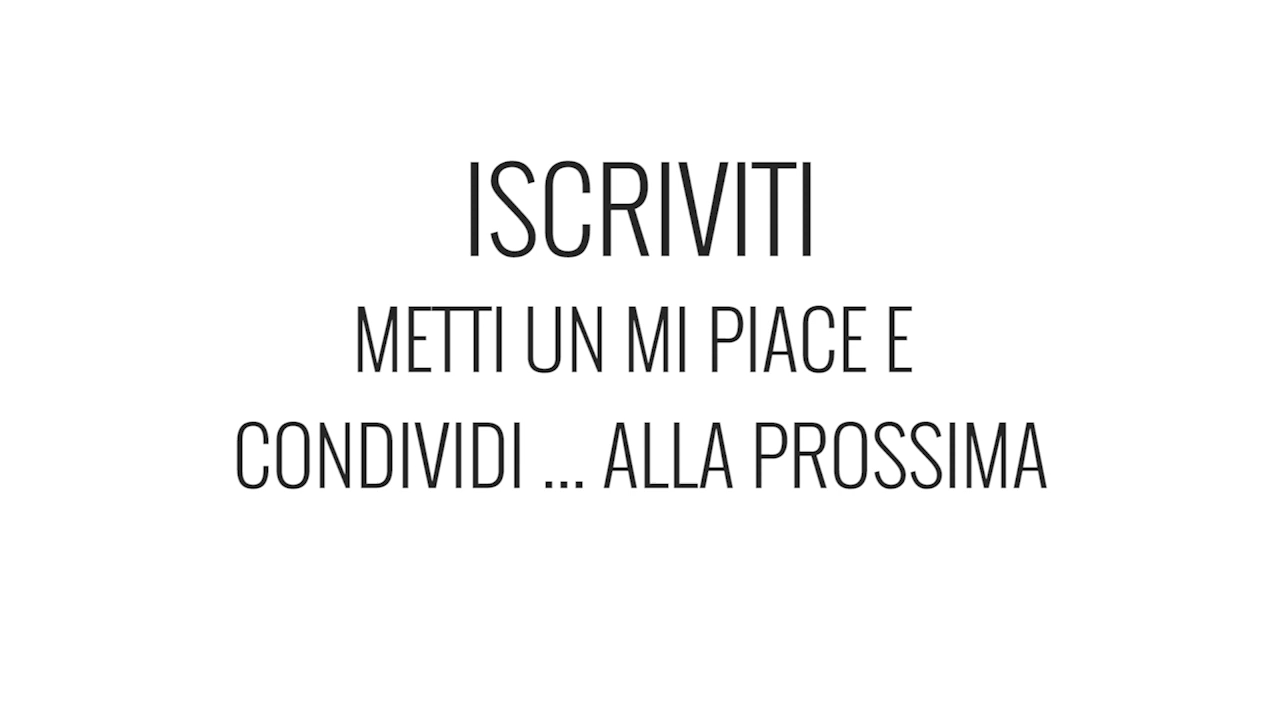 ISCRIVITI
METTI UN MI PIACE E
CONDIVIDI ... ALLA PROSSIMA